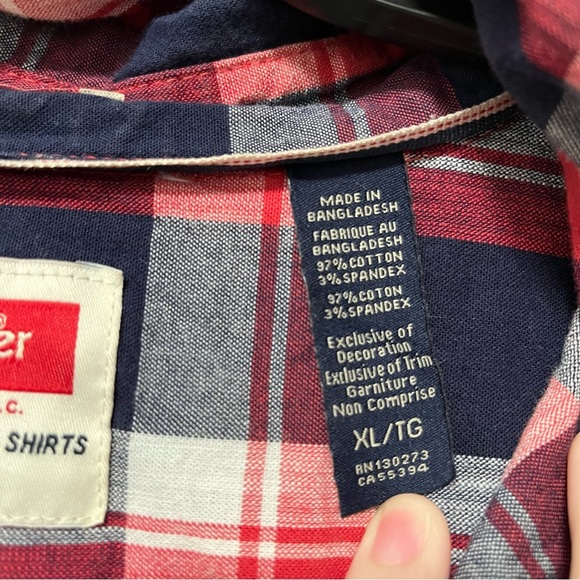 er
.C.
SHIRTS
MADE IN
BANGLADESH
FABRIQUE AU
BANGLADESH
97% COTTON
3% SPANDEX
97% COTON
3% SPANDEX
Exclusive of
Decoration
Exclusive of Trim
Garniture
Non Comprise
XL/TG
RN130273
CA55394